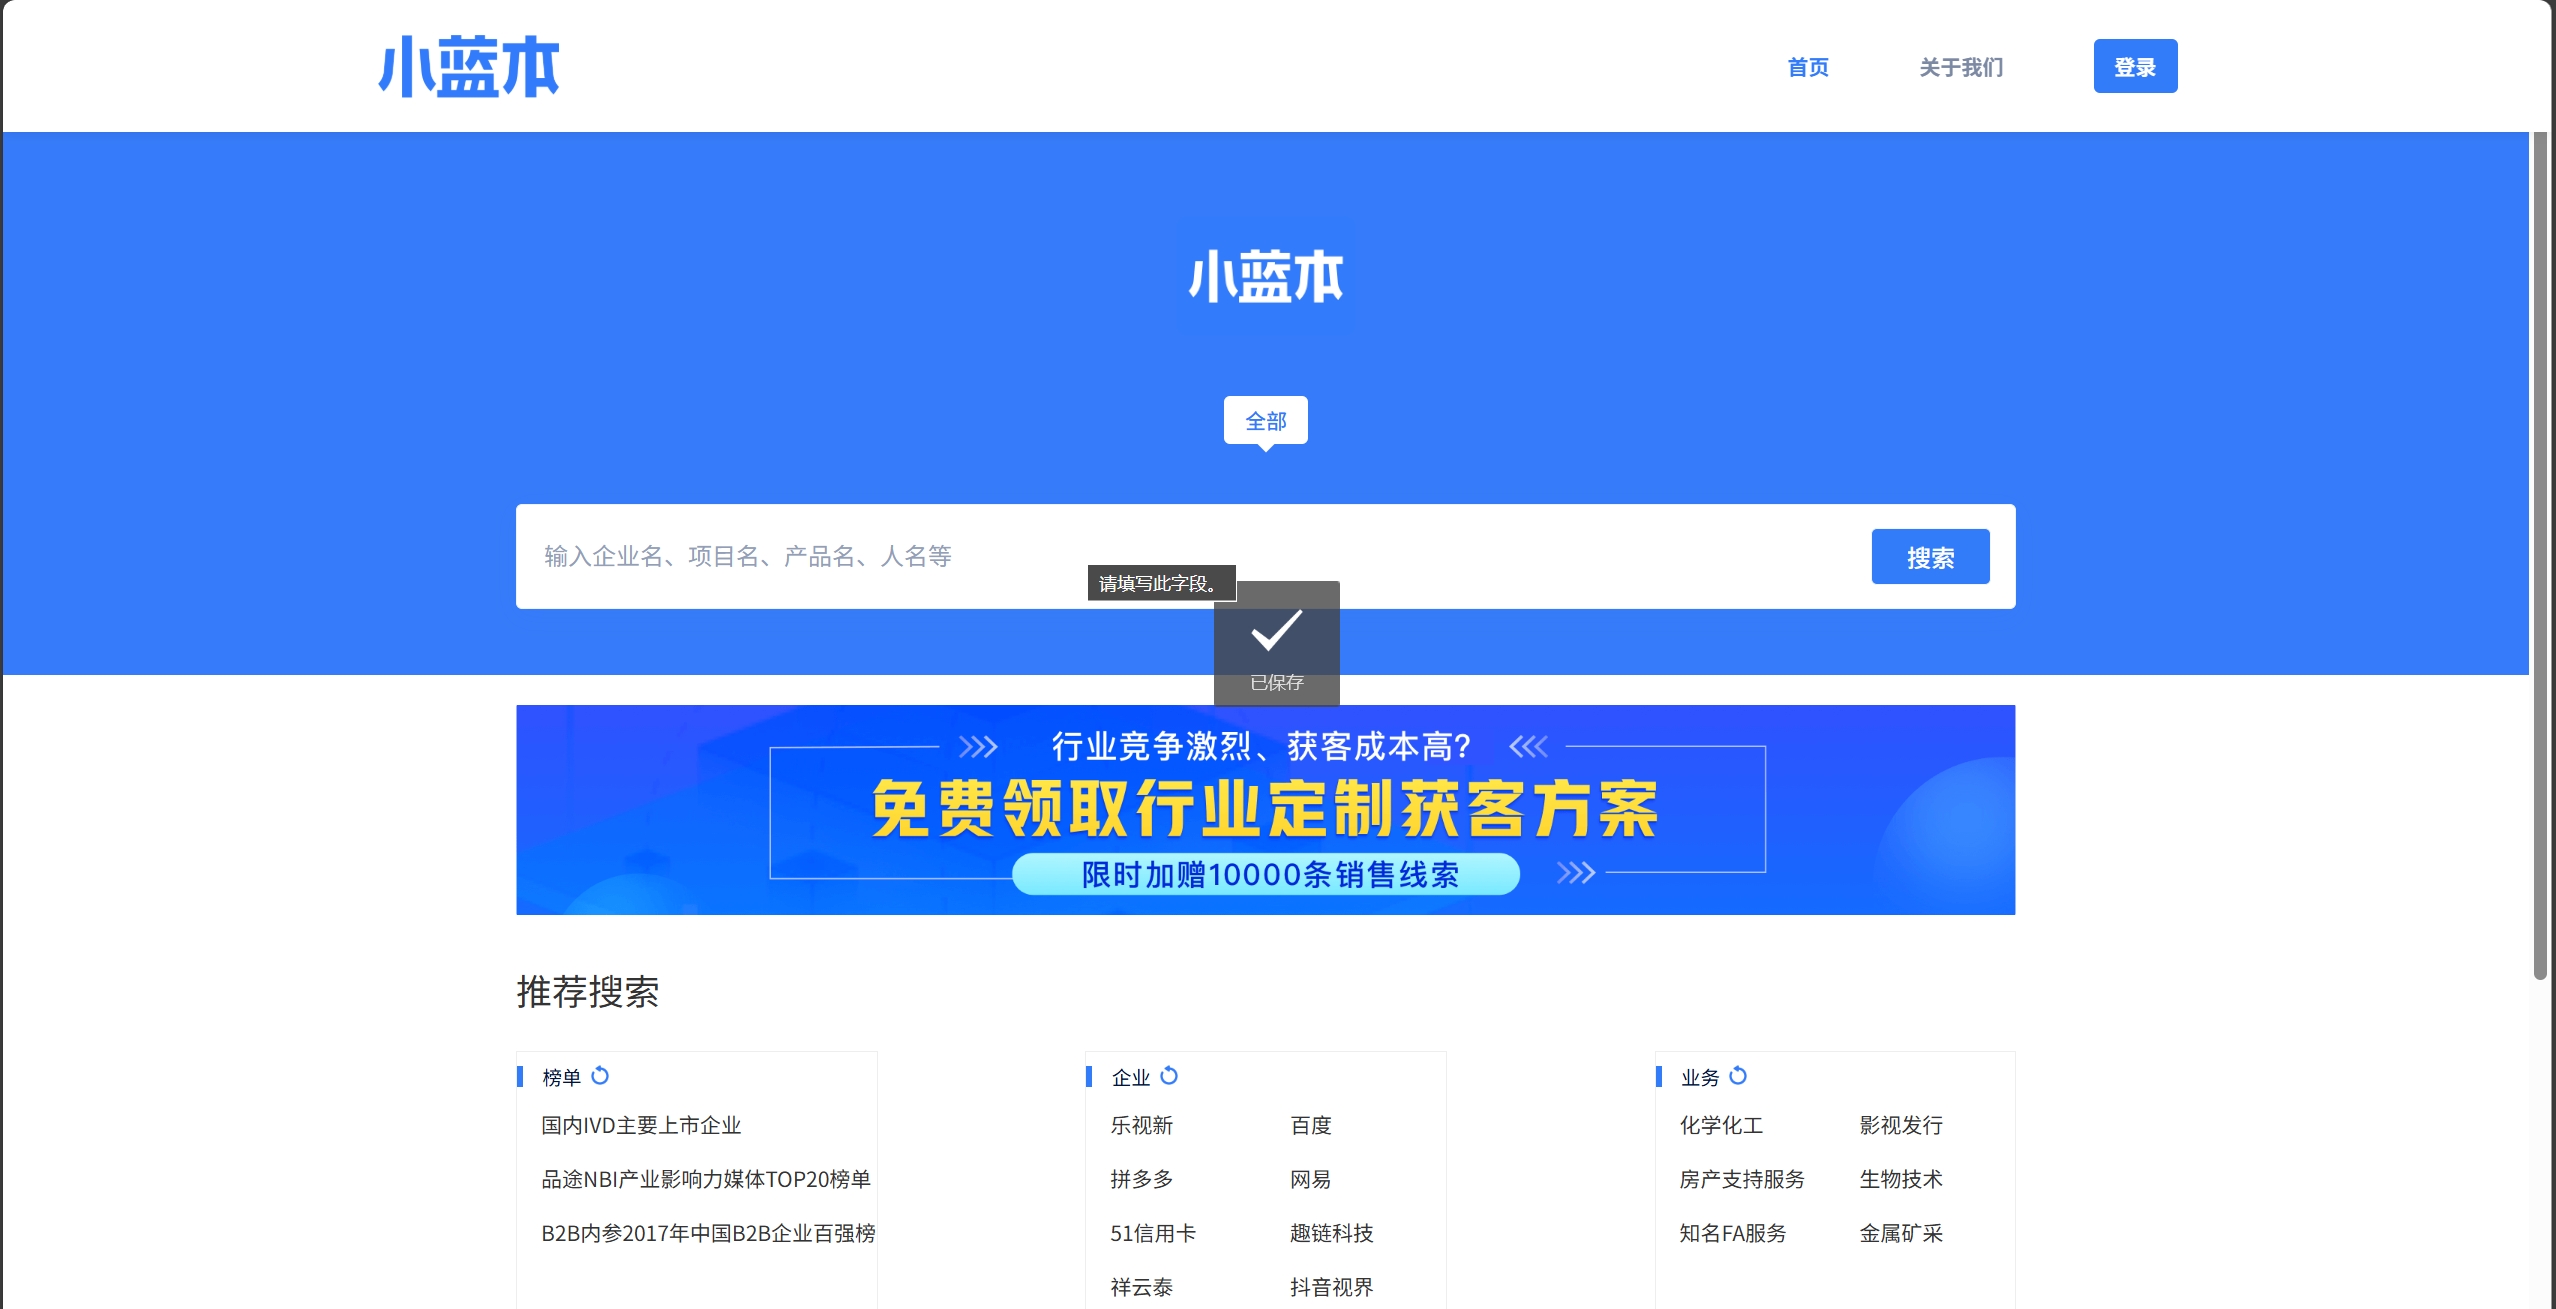 小蓝本
首页 关于我们 登录
小蓝本
全部
输入企业名、项目名、产品名、人名等
搜索
请填写此字段。
已保存
行业竞争激烈、获客成本高?
免费领取行业定制获客方案
限时加赠10000条销售线索
推荐搜索
榜单
国内IVD主要上市企业
品途NBI产业影响力媒体TOP20榜单
B2B内参2017年中国B2B企业百强榜
企业
乐视新 百度
拼多多 网易
51信用卡 趣链科技
祥云泰 抖音视界
业务
化学化工 影视发行
房产支持服务 生物技术
知名FA服务 金属矿采